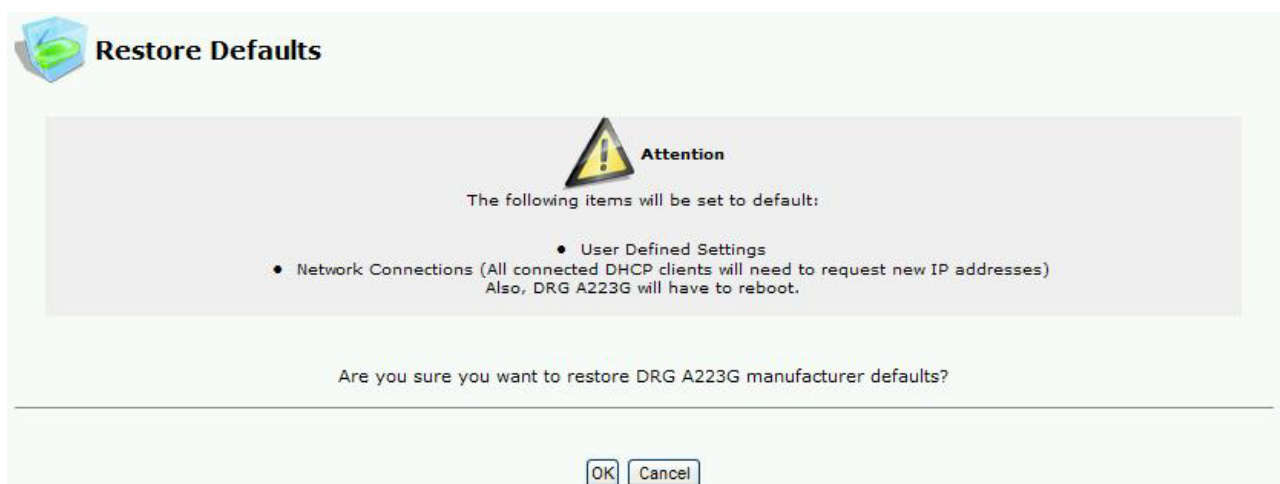 Restore Defaults
Attention
The following items will be set to default:
• User Defined Settings
• Network Connections (All connected DHCP clients will need to request new IP addresses)
Also, DRG A223G will have to reboot.
Are you sure you want to restore DRG A223G manufacturer defaults?
OK Cancel